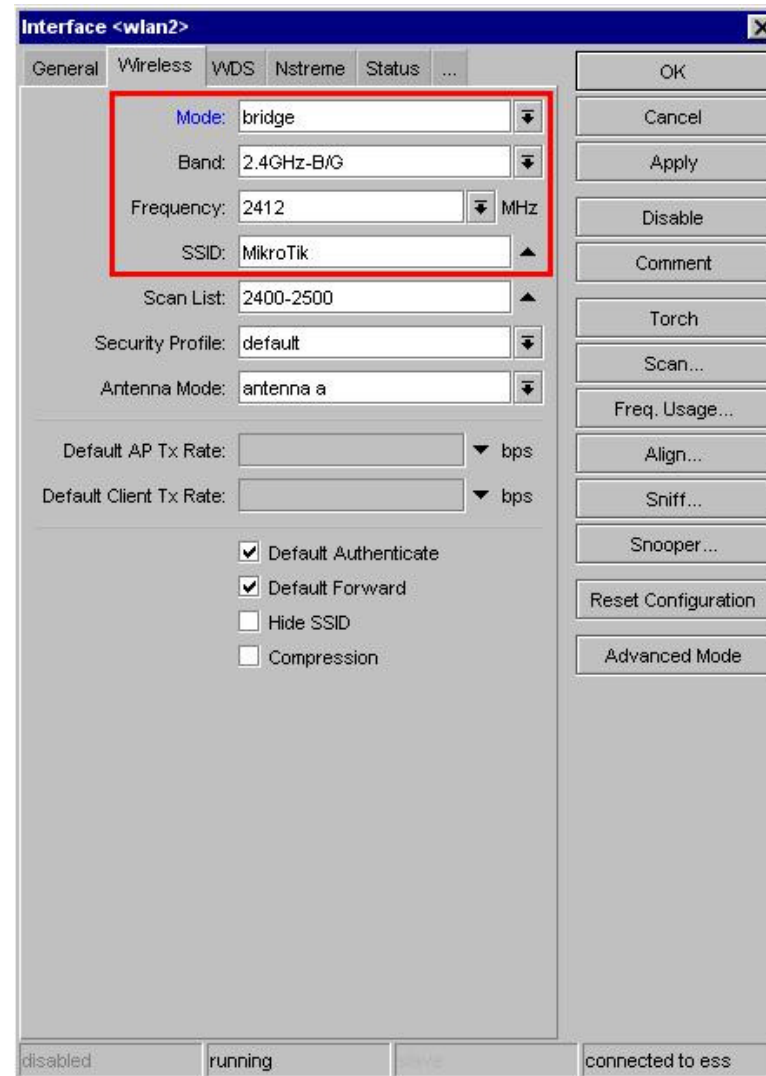 Interface <wlan2>
General Wireless WDS Nstreme Status ...
Mode: bridge
Band: 2.4GHz-B/G
Frequency: 2412 MHz
SSID: MikroTik
Scan List: 2400-2500
Security Profile: default
Antenna Mode: antenna a
Default AP Tx Rate: bps
Default Client Tx Rate: bps
Default Authenticate
Default Forward
Hide SSID
Compression
OK
Cancel
Apply
Disable
Comment
Torch
Scan...
Freq. Usage...
Align...
Sniff...
Snooper...
Reset Configuration
Advanced Mode
disabled running slave connected to ess